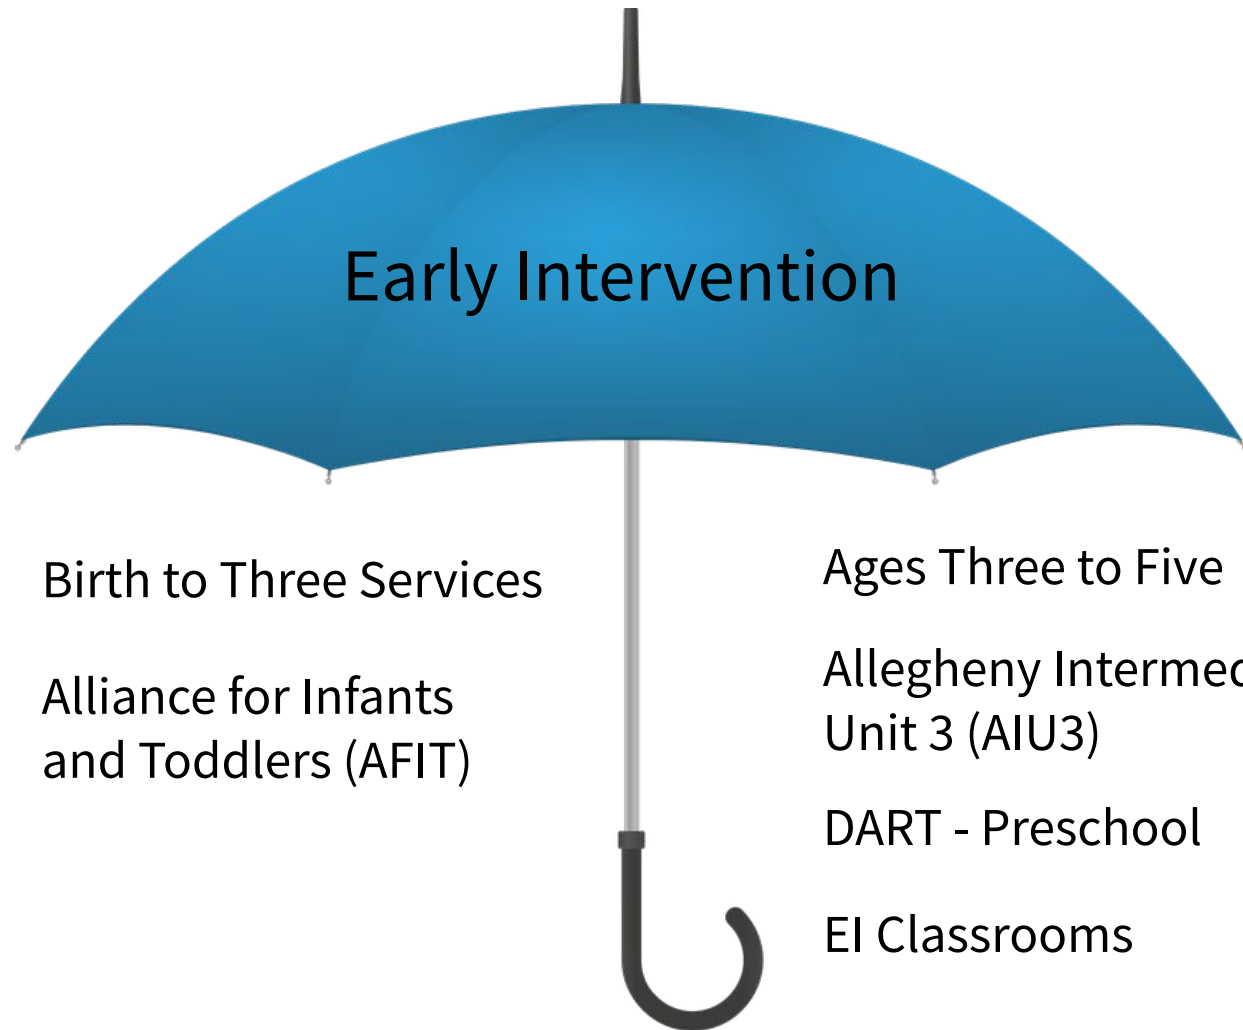 Early Intervention
Birth to Three Services
Alliance for Infants
and Toddlers (AFIT)
Ages Three to Five
Allegheny
Unit 3 (AIU3)
DART - Preschool
EI Classrooms